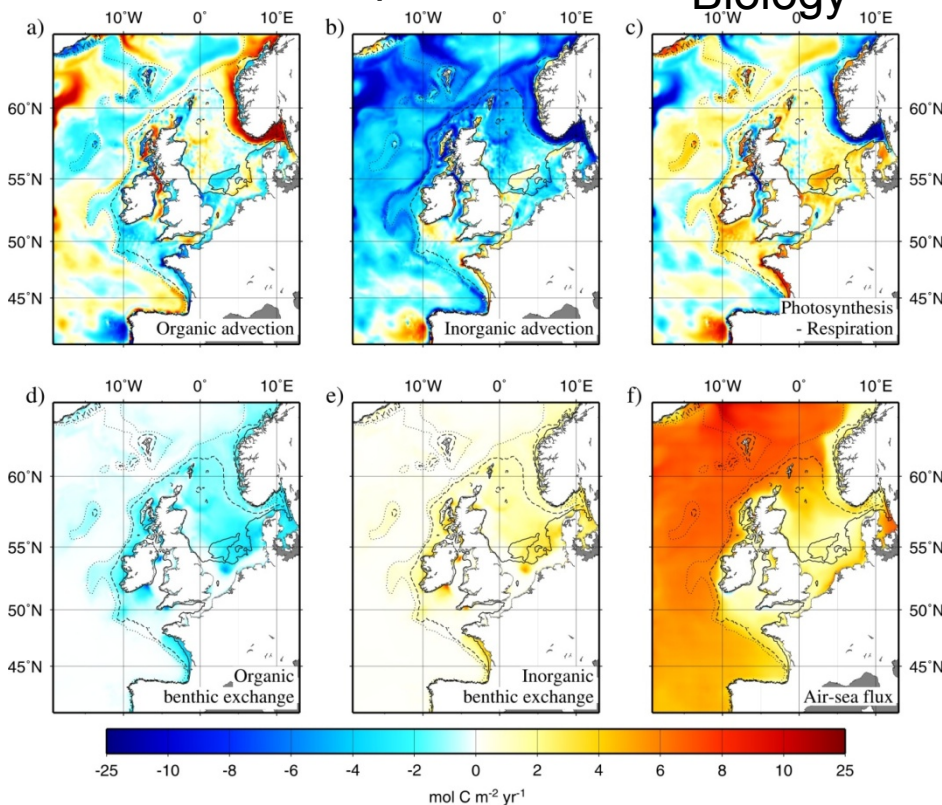 Biology
a)
10°W 0° 10°E
60°N
55°N
50°N
45°N
Organic advection
b)
10°W 0° 10°E
Inorganic advection
c)
10°W 0° 10°E
60°N
55°N
50°N
45°N
Photosynthesis
- Respiration
d)
10°W 0° 10°E
60°N
55°N
50°N
45°N
Organic
benthic exchange
e)
10°W 0° 10°E
Inorganic
benthic exchange
f)
10°W 0° 10°E
60°N
55°N
50°N
45°N
Air-sea flux
-25 -10 -8 -6 -4 -2 0 2 4 6 8 10 25
mol C m⁻² yr⁻¹